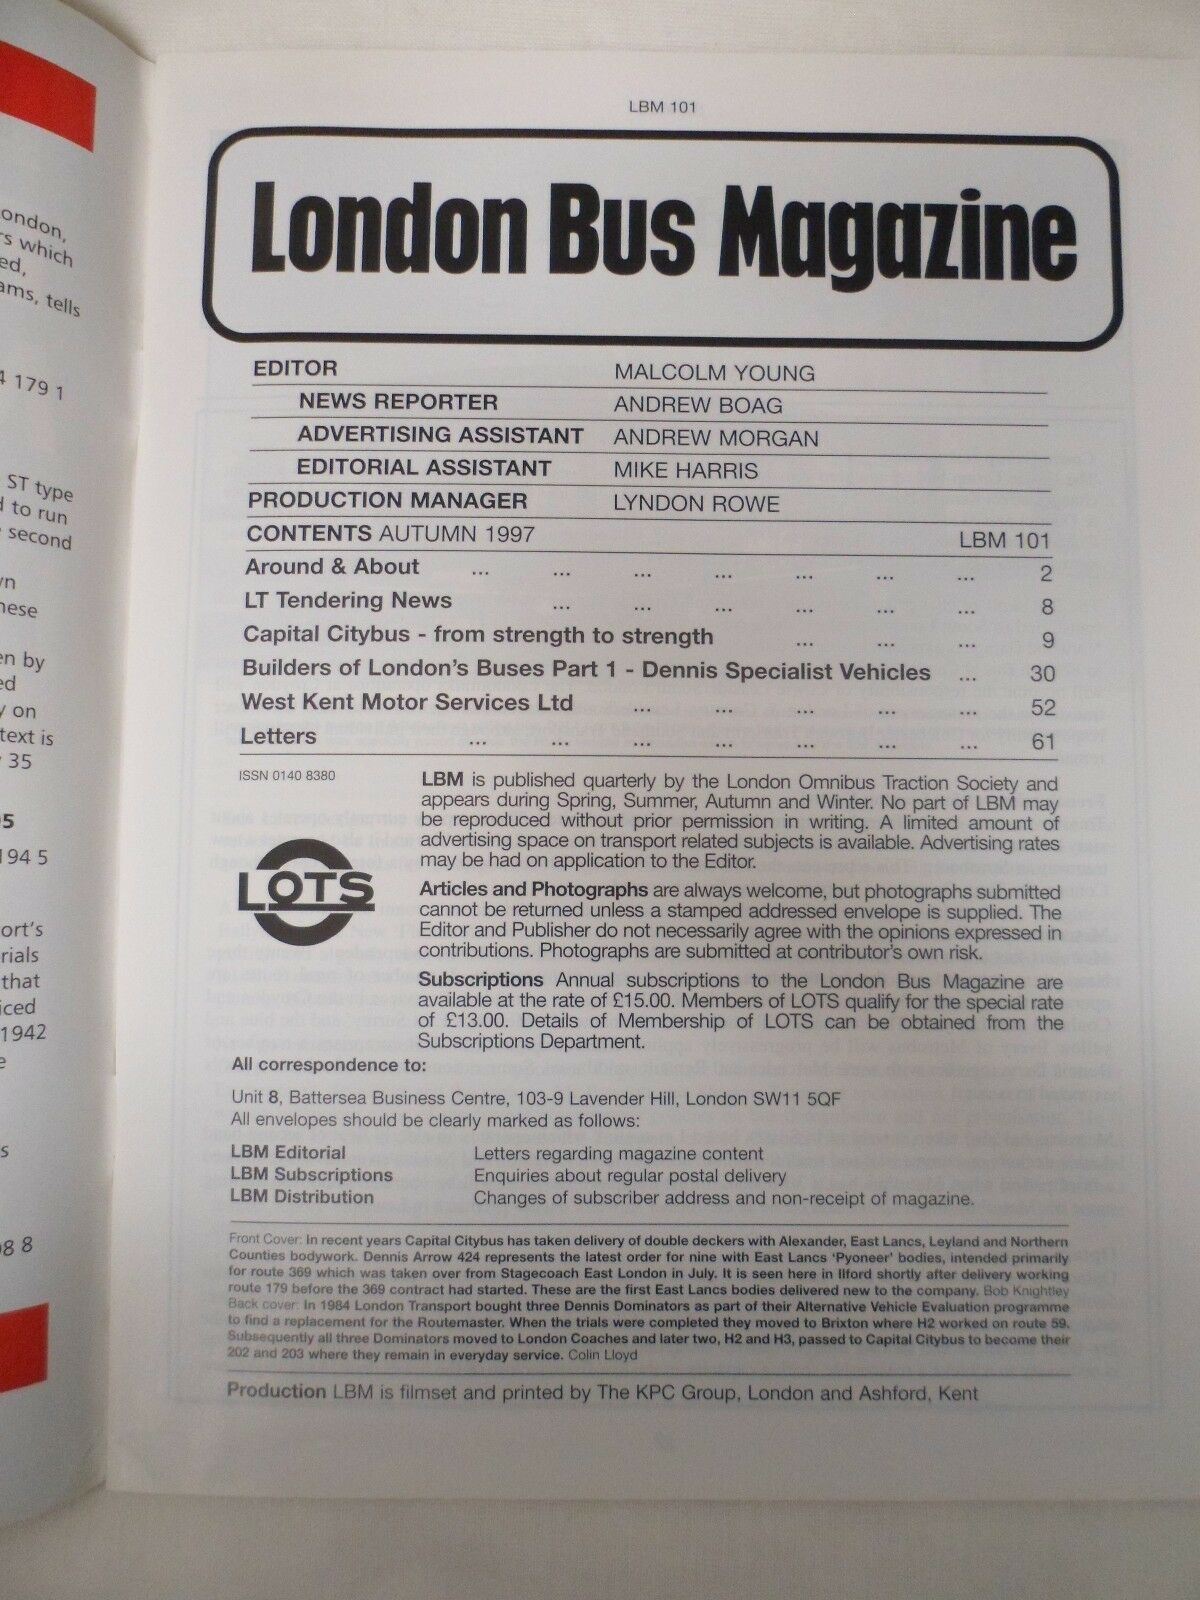 ondon,
rs which
ed,
ams, tells
4 179 1
ST type
d to run
second
vn
hese
en by
ed
y on
text is
35
5
194 5
ort's
rials
that
iced
1942
e
s
98 8
LBM 101
London Bus Magazine
EDITOR MALCOLM YOUNG
NEWS REPORTER ANDREW BOAG
ADVERTISING ASSISTANT ANDREW MORGAN
EDITORIAL ASSISTANT MIKE HARRIS
PRODUCTION MANAGER LYNDON ROWE
CONTENTS AUTUMN 1997 LBM 101
Around & About ... ... ... ... ... ... ... 2
LT Tendering News ... ... ... ... ... ... 8
Capital Citybus - from strength to strength ... ... ... 9
Builders of London's Buses Part 1 - Dennis Specialist Vehicles ... 30
West Kent Motor Services Ltd ... ... ... ... ... 52
Letters ... ... ... ... ... ... ... 61
ISSN 0140 8380
LBM is published quarterly by the London Omnibus Traction Society and
appears during Spring, Summer, Autumn and Winter. No part of LBM may
be reproduced without prior permission in writing. A limited amount of
advertising space on transport related subjects is available. Advertising rates
may be had on application to the Editor.
LOTS
Articles and Photographs are always welcome, but photographs submitted
cannot be returned unless a stamped addressed envelope is supplied. The
Editor and Publisher do not necessarily agree with the opinions expressed in
contributions. Photographs are submitted at contributor's own risk.
Subscriptions Annual subscriptions to the London Bus Magazine are
available at the rate of £15.00. Members of LOTS qualify for the special rate
of £13.00. Details of Membership of LOTS can be obtained from the
Subscriptions Department.
All correspondence to:
Unit 8, Battersea Business Centre, 103-9 Lavender Hill, London SW11 5QF
All envelopes should be clearly marked as follows:
LBM Editorial Letters regarding magazine content
LBM Subscriptions Enquiries about regular postal delivery
LBM Distribution Changes of subscriber address and non-receipt of magazine.
Front Cover: In recent years Capital Citybus has taken delivery of double deckers with Alexander, East Lancs, Leyland and Northern
Counties bodywork. Dennis Arrow 424 represents the latest order for nine with East Lancs 'Pyoneer' bodies, intended primarily
for route 369 which was taken over from Stagecoach East London in July. It is seen here in Ilford shortly after delivery working
route 179 before the 369 contract had started. These are the first East Lancs bodies delivered new to the company. Bob Knightley
Back cover: In 1984 London Transport bought three Dennis Dominators as part of their Alternative Vehicle Evaluation programme
to find a replacement for the Routemaster. When the trials were completed they moved to Brixton where H2 worked on route 59.
Subsequently all three Dominators moved to London Coaches and later two, H2 and H3, passed to Capital Citybus to become their
202 and 203 where they remain in everyday service. Colin Lloyd
Production LBM is filmset and printed by The KPC Group, London and Ashford, Kent